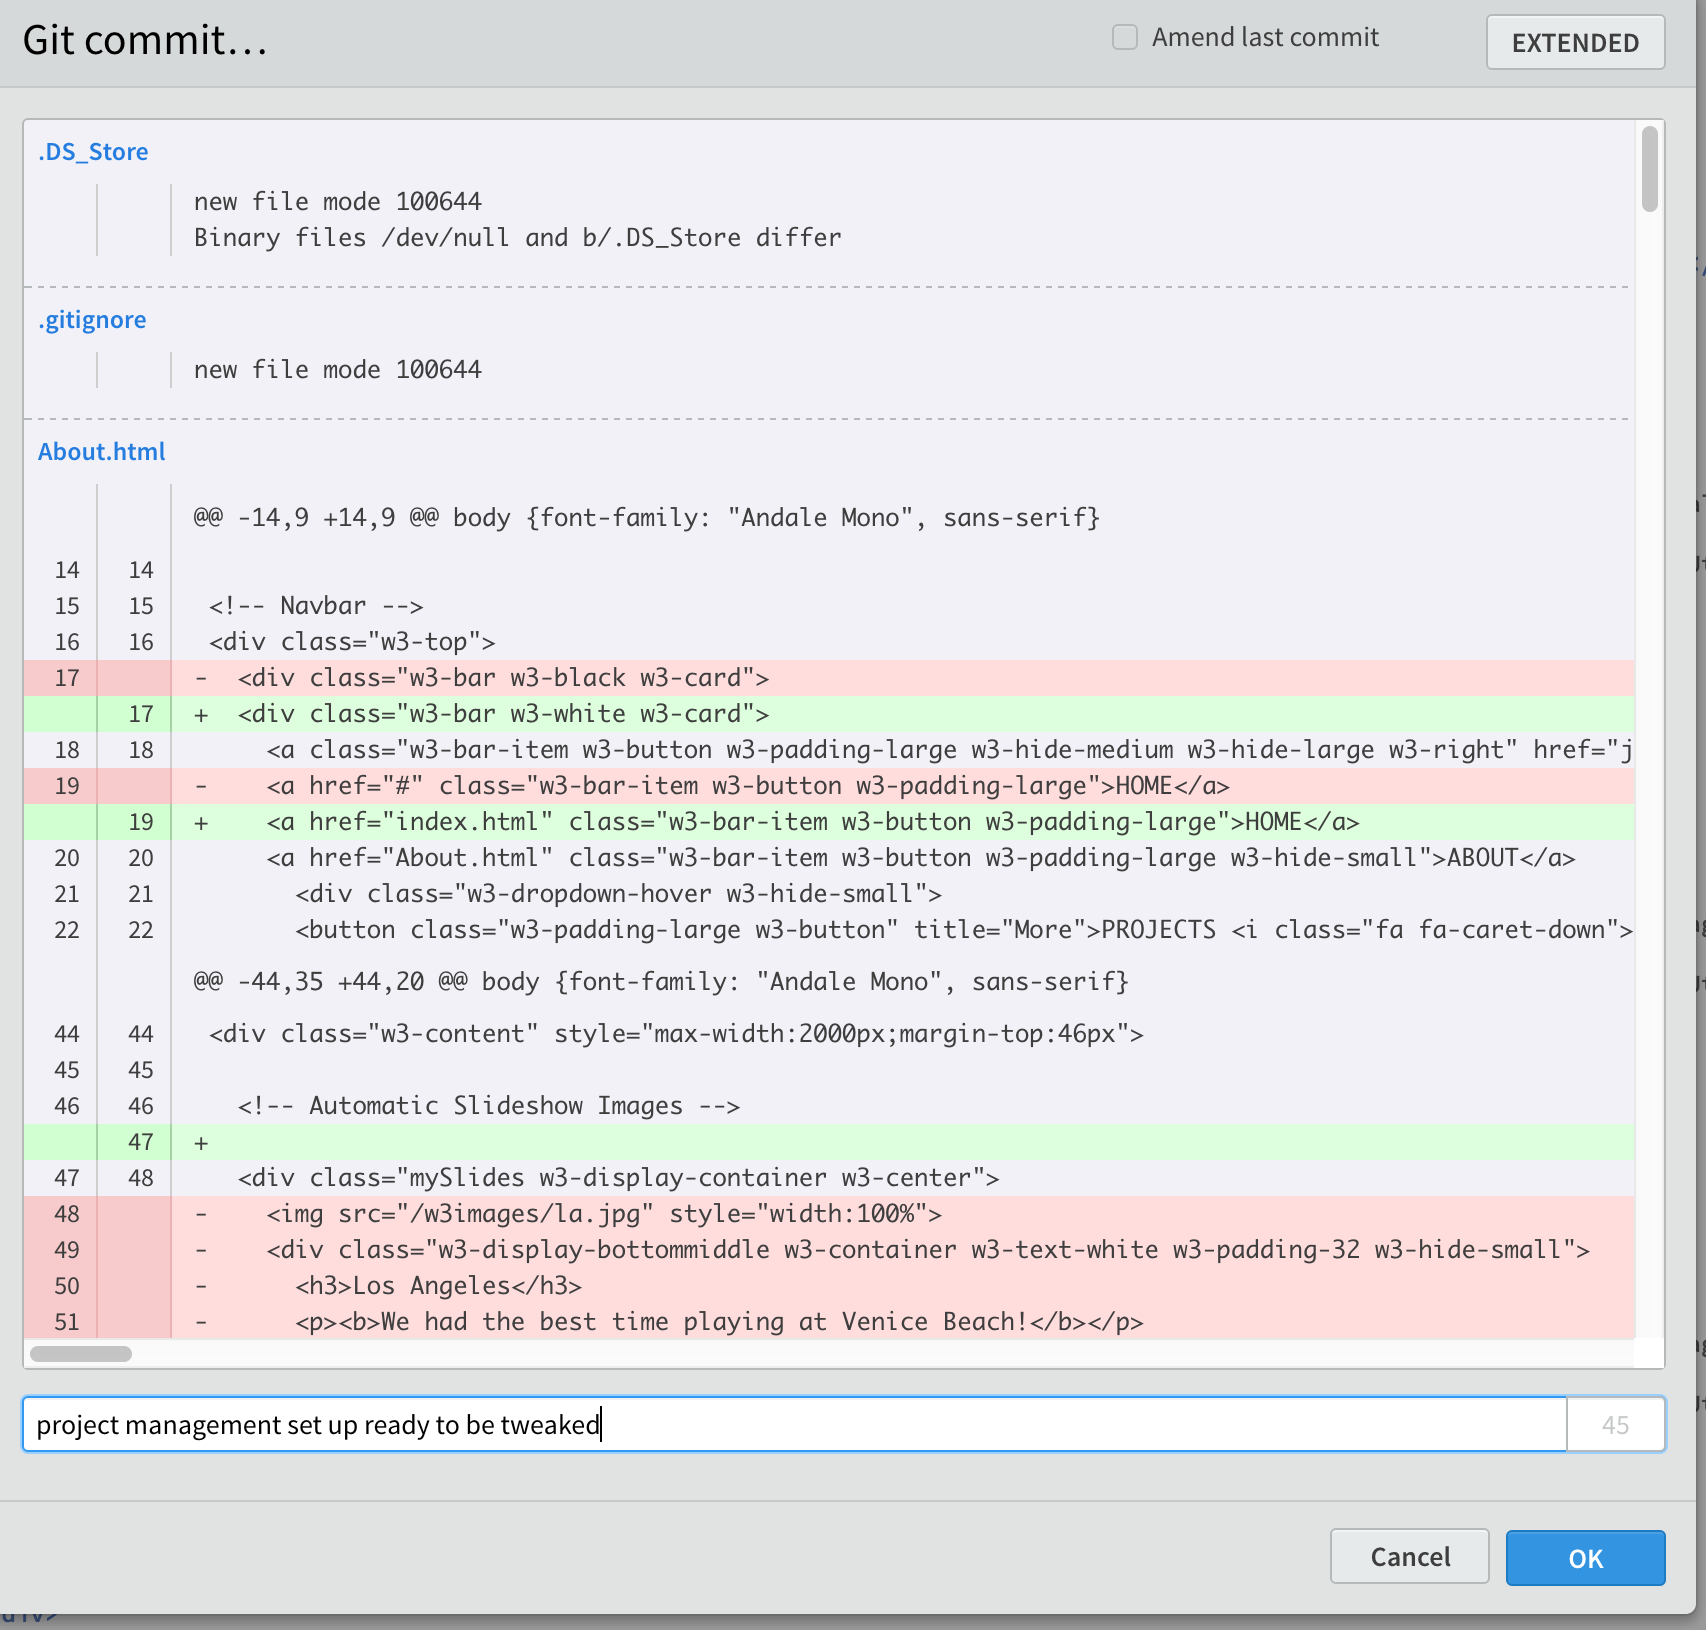 Git commit...
Amend last commit
EXTENDED
.DS_Store
new file mode 100644
Binary files /dev/null and b/.DS_Store differ
.gitignore
new file mode 100644
About.html
@@ -14,9 +14,9 @@ body {font-family: "Andale Mono", sans-serif}
14 14
15 15 <!-- Navbar -->
16 16 <div class="w3-top">
17 - <div class="w3-bar w3-black w3-card">
17 + <div class="w3-bar w3-white w3-card">
18 18 <a class="w3-bar-item w3-button w3-padding-large w3-hide-medium w3-hide-large w3-right" href="j
19 - <a href="#" class="w3-bar-item w3-button w3-padding-large">HOME</a>
19 + <a href="index.html" class="w3-bar-item w3-button w3-padding-large">HOME</a>
20 20 <a href="About.html" class="w3-bar-item w3-button w3-padding-large w3-hide-small">ABOUT</a>
21 21 <div class="w3-dropdown-hover w3-hide-small">
22 22 <button class="w3-padding-large w3-button" title="More">PROJECTS <i class="fa fa-caret-down">
@@ -44,35 +44,20 @@ body {font-family: "Andale Mono", sans-serif}
44 44 <div class="w3-content" style="max-width:2000px;margin-top:46px">
45 45
46 46 <!-- Automatic Slideshow Images -->
47 +
47 48 <div class="mySlides w3-display-container w3-center">
48 - <img src="/w3images/la.jpg" style="width:100%">
49 - <div class="w3-display-bottommiddle w3-container w3-text-white w3-padding-32 w3-hide-small">
50 - <h3>Los Angeles</h3>
51 - <p><b>We had the best time playing at Venice Beach!</b></p>
project management set up ready to be tweaked
45
Cancel
OK